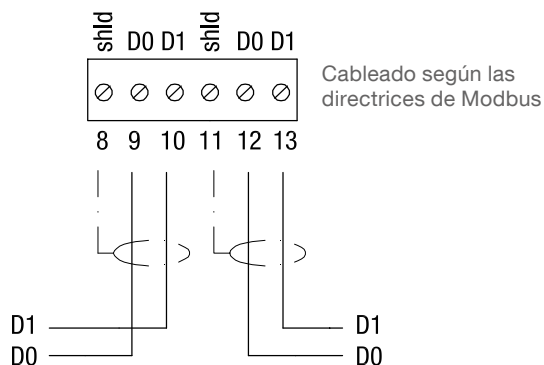 shld D0 D1 shld D0 D1
Cableado según las
directrices de Modbus
8 9 10 11 12 13
D1 D1
D0 D0